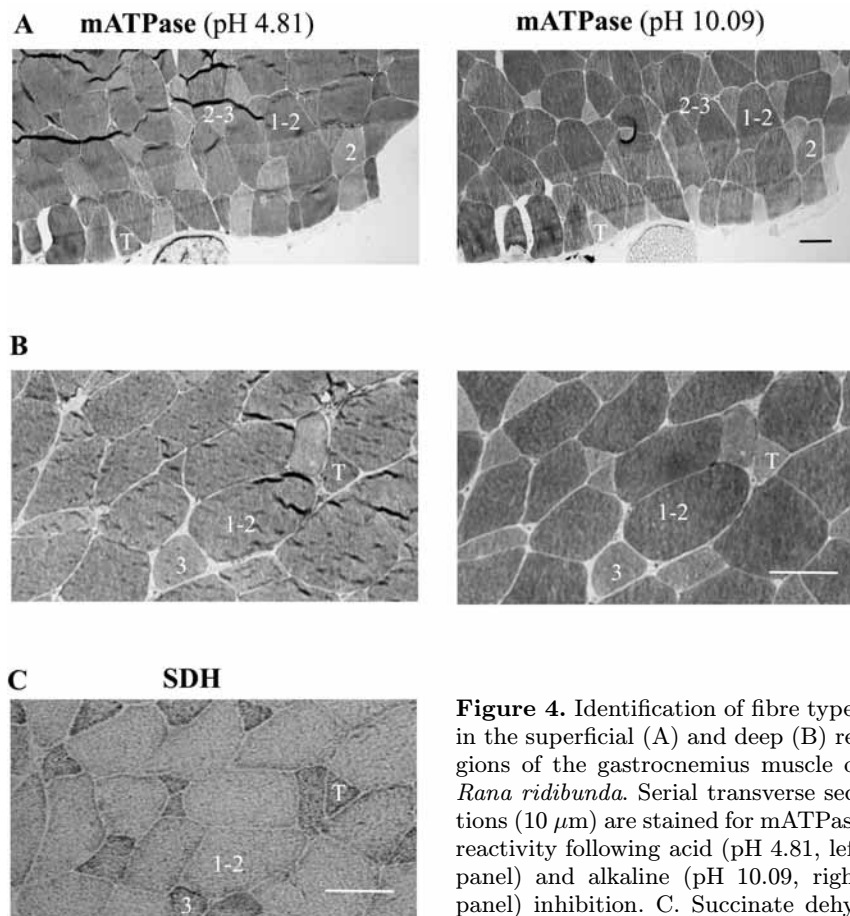 A mATPase (pH 4.81) mATPase (pH 10.09)
2-3
1-2
2
T
2-3
1-2
2
T
B
T
1-2
3
T
1-2
3
C SDH
T
1-2
3
Figure 4. Identification of fibre type
in the superficial (A) and deep (B) re
gions of the gastrocnemius muscle o
Rana ridibunda. Serial transverse sec
tions (10 μm) are stained for mATPas
reactivity following acid (pH 4.81, lef
panel) and alkaline (pH 10.09, righ
panel) inhibition. C. Succinate dehy